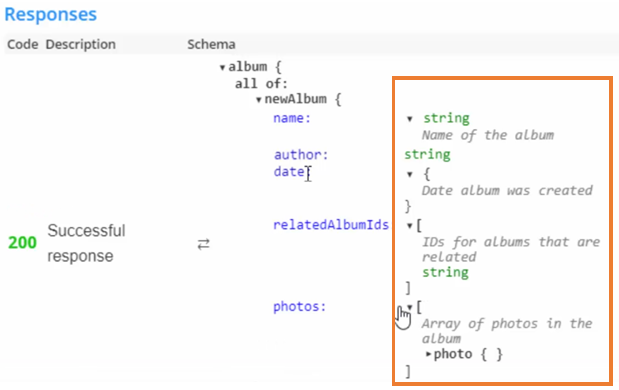 Responses
Code Description Schema
▼album {
all of:
▼newAlbum {
name: ▼ string
Name of the album
author: string
date ▼ {
Date album was created
}
relatedAlbumIds ▼[
IDs for albums that are
related
string
]
200 Successful
response ⇄
photos: ▼[
Array of photos in the
album
▸photo { }
]